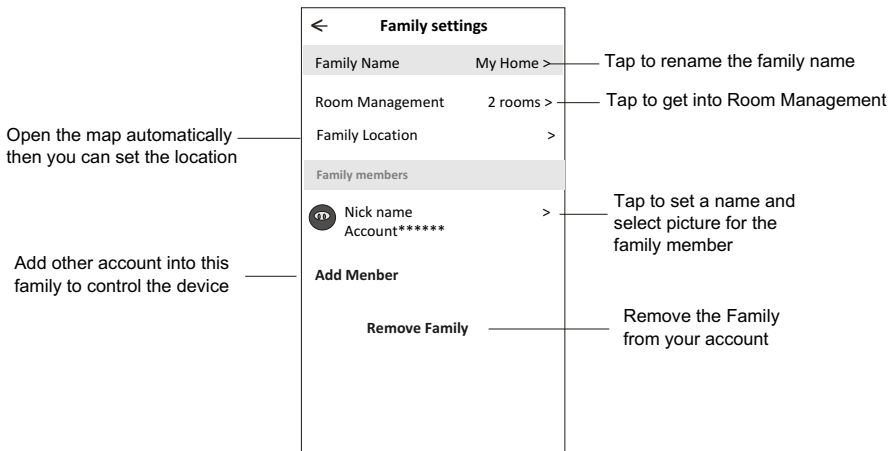 ← Family settings
Family Name My Home >
Tap to rename the family name
Room Management 2 rooms >
Tap to get into Room Management
Open the map automatically
then you can set the location
Family Location >
Family members
Nick name >
Account******
Tap to set a name and
select picture for the
family member
Add other account into this
family to control the device
Add Menber
Remove Family
Remove the Family
from your account